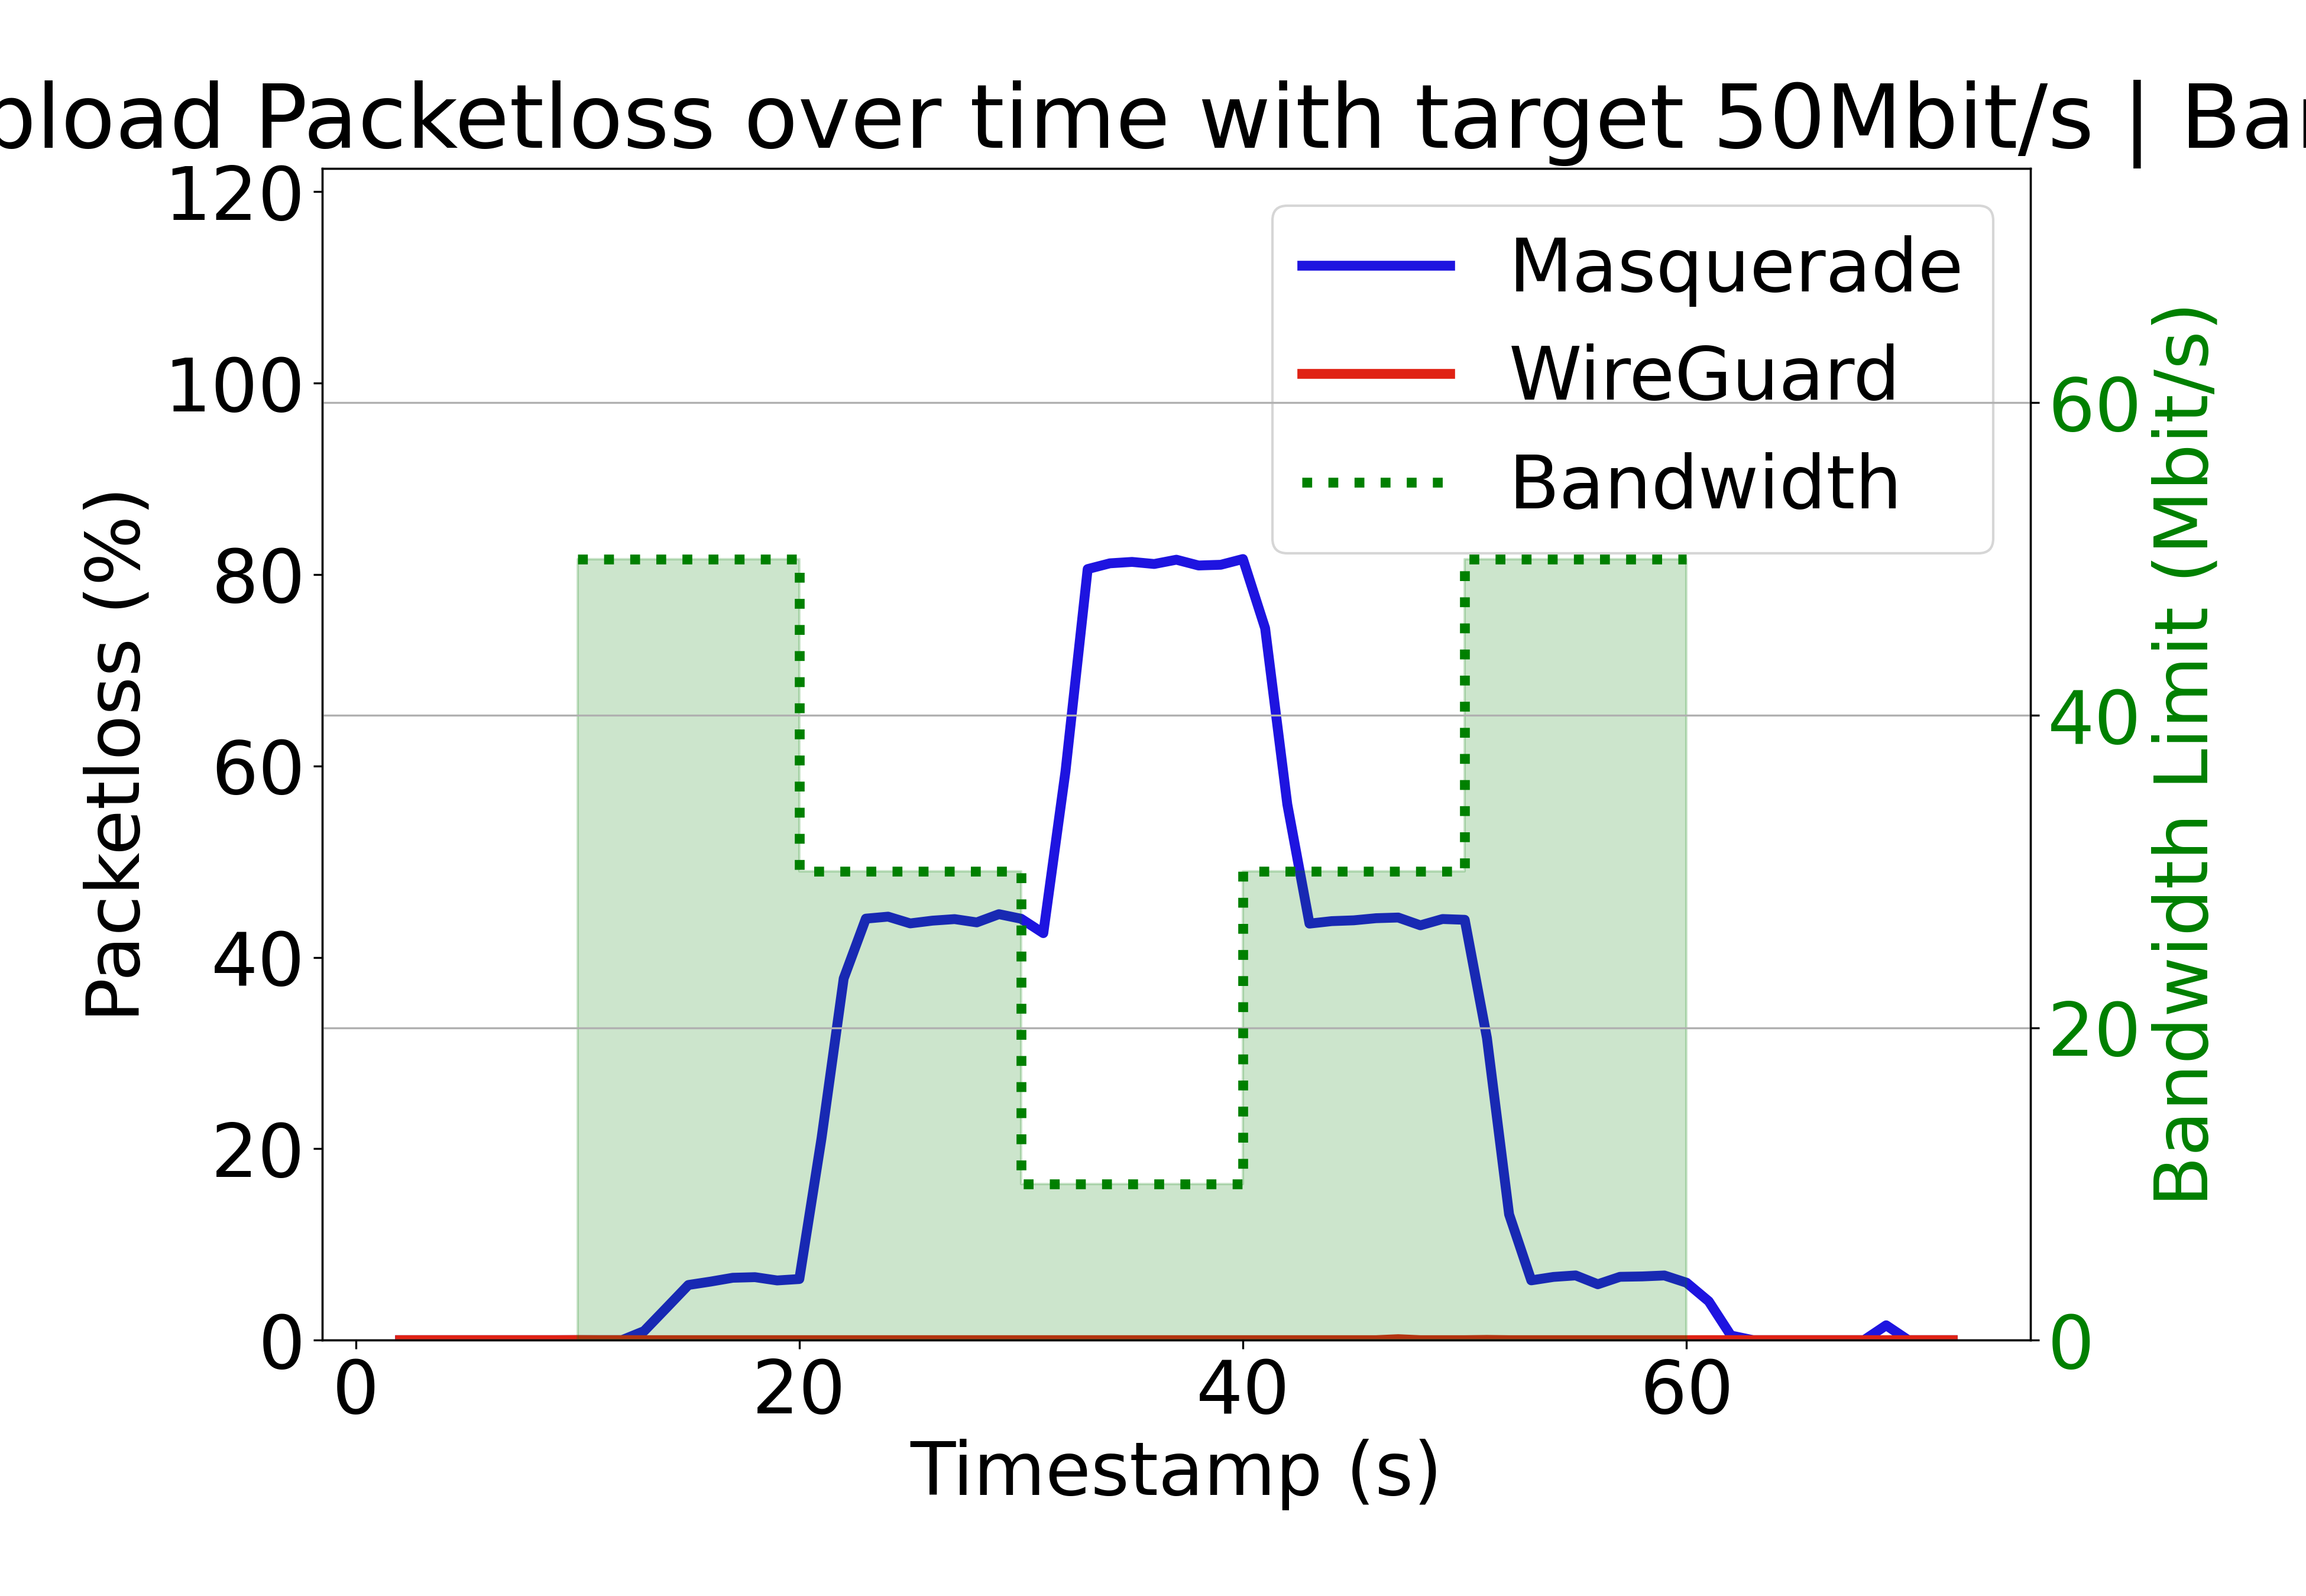 pload Packetloss over time with target 50Mbit/s | Ban
120
100
80
60
40
20
0
Packetloss (%)
Masquerade
WireGuard
Bandwidth
60
40
20
0
Bandwidth Limit (Mbit/s)
0 20 40 60
Timestamp (s)